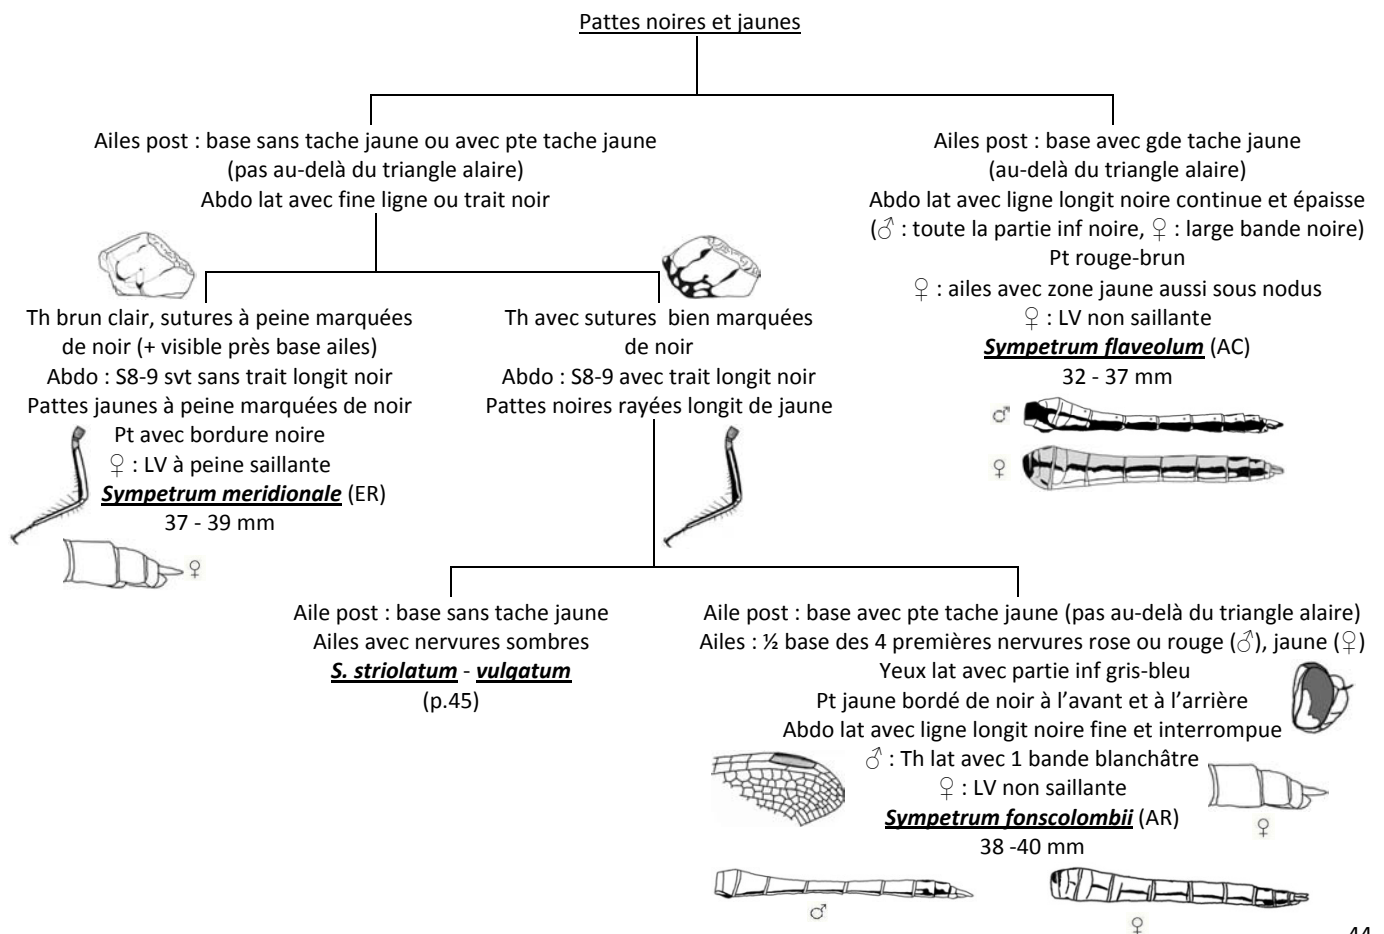 Pattes noires et jaunes
Ailes post : base sans tache jaune ou avec pte tache jaune
(pas au-delà du triangle alaire)
Abdo lat avec fine ligne ou trait noir
Ailes post : base avec gde tache jaune
(au-delà du triangle alaire)
Abdo lat avec ligne longit noire continue et épaisse
(♂ : toute la partie inf noire, ♀ : large bande noire)
Pt rouge-brun
♀ : ailes avec zone jaune aussi sous nodus
♀ : LV non saillante
Sympetrum flaveolum (AC)
32 - 37 mm
♂
♀
Th brun clair, sutures à peine marquées
de noir (+ visible près base ailes)
Abdo : S8-9 svt sans trait longit noir
Pattes jaunes à peine marquées de noir
Pt avec bordure noire
♀ : LV à peine saillante
Sympetrum meridionale (ER)
37 - 39 mm
♀
Th avec sutures bien marquées
de noir
Abdo : S8-9 avec trait longit noir
Pattes noires rayées longit de jaune
Aile post : base sans tache jaune
Ailes avec nervures sombres
S. striolatum - vulgatum
(p.45)
Aile post : base avec pte tache jaune (pas au-delà du triangle alaire)
Ailes : ½ base des 4 premières nervures rose ou rouge (♂), jaune (♀)
Yeux lat avec partie inf gris-bleu
Pt jaune bordé de noir à l'avant et à l'arrière
Abdo lat avec ligne longit noire fine et interrompue
♂ : Th lat avec 1 bande blanchâtre
♀ : LV non saillante
Sympetrum fonscolombii (AR)
38 -40 mm
♀
♂
♀
44